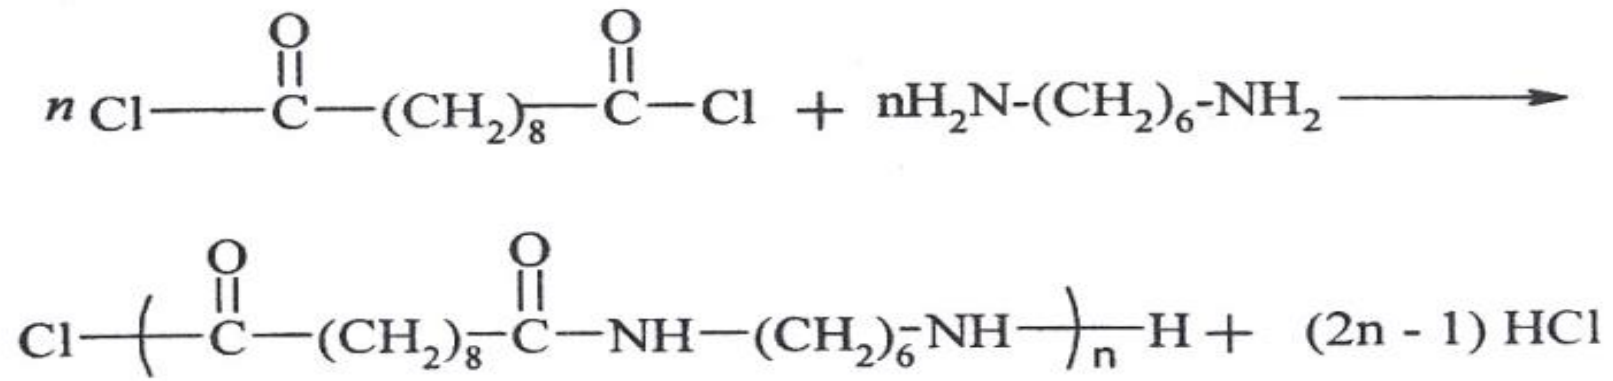 O O
n Cl—C—(CH₂)₈—C—Cl + nH₂N-(CH₂)₆-NH₂ ⟶
O O
Cl—(—C—(CH₂)₈—C—NH—(CH₂)₆-NH—)ₙ—H + (2n - 1) HCl